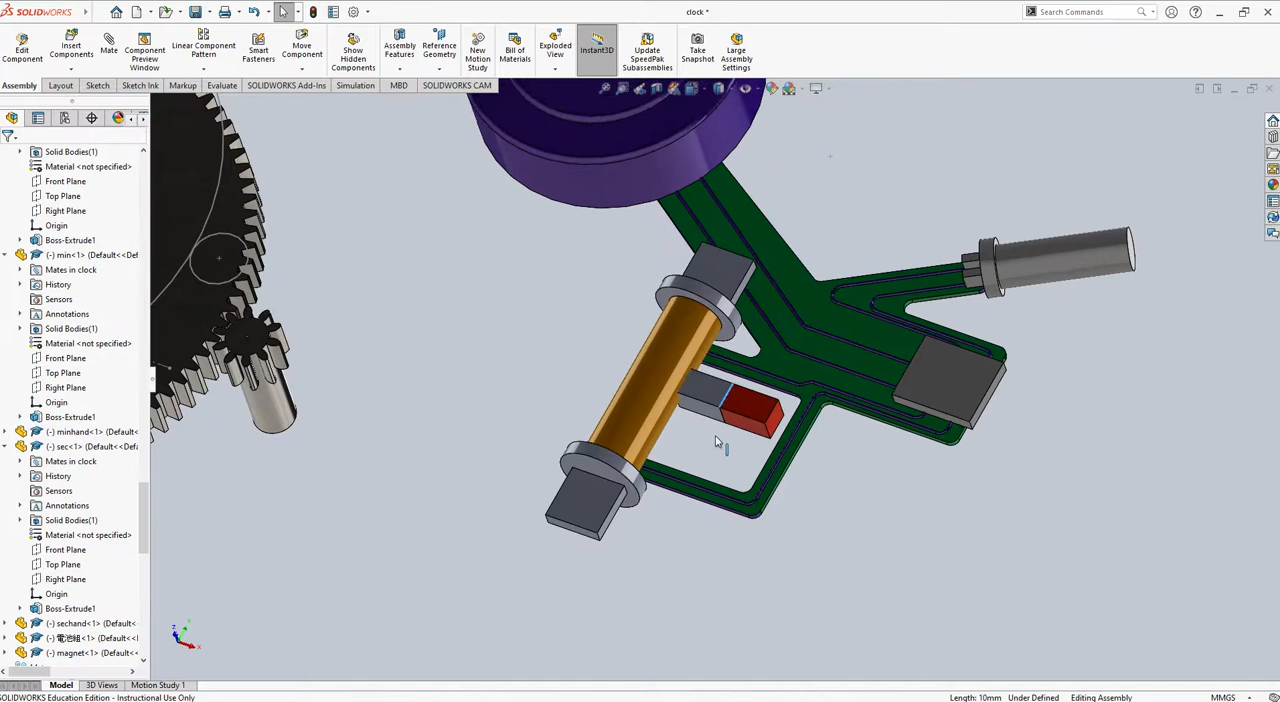 SOLIDWORKS
clock *
Search Commands
Edit Component
Insert Components
Mate
Component Preview Window
Linear Component Pattern
Smart Fasteners
Move Component
Show Hidden Components
Assembly Features
Reference Geometry
New Motion Study
Bill of Materials
Exploded View
Instant3D
Update SpeedPak Subassemblies
Take Snapshot
Large Assembly Settings
Assembly
Layout
Sketch
Sketch Ink
Markup
Evaluate
SOLIDWORKS Add-Ins
Simulation
MBD
SOLIDWORKS CAM
Solid Bodies(1)
Material <not specified>
Front Plane
Top Plane
Right Plane
Origin
Boss-Extrude1
(-) min<1> (Default<<Def
Mates in clock
History
Sensors
Annotations
Solid Bodies(1)
Material <not specified>
Front Plane
Top Plane
Right Plane
Origin
Boss-Extrude1
(-) minhand<1> (Default<
(-) sec<1> (Default<<Defa
Mates in clock
History
Sensors
Annotations
Solid Bodies(1)
Material <not specified>
Front Plane
Top Plane
Right Plane
Origin
Boss-Extrude1
(-) sechand<1> (Default<<
(-) 電池組<1> (Default<<D
(-) magnet<1> (Default<<
z
x
Model
3D Views
Motion Study 1
SOLIDWORKS Education Edition - Instructional Use Only
Length: 10mm
Under Defined
Editing Assembly
MMGS